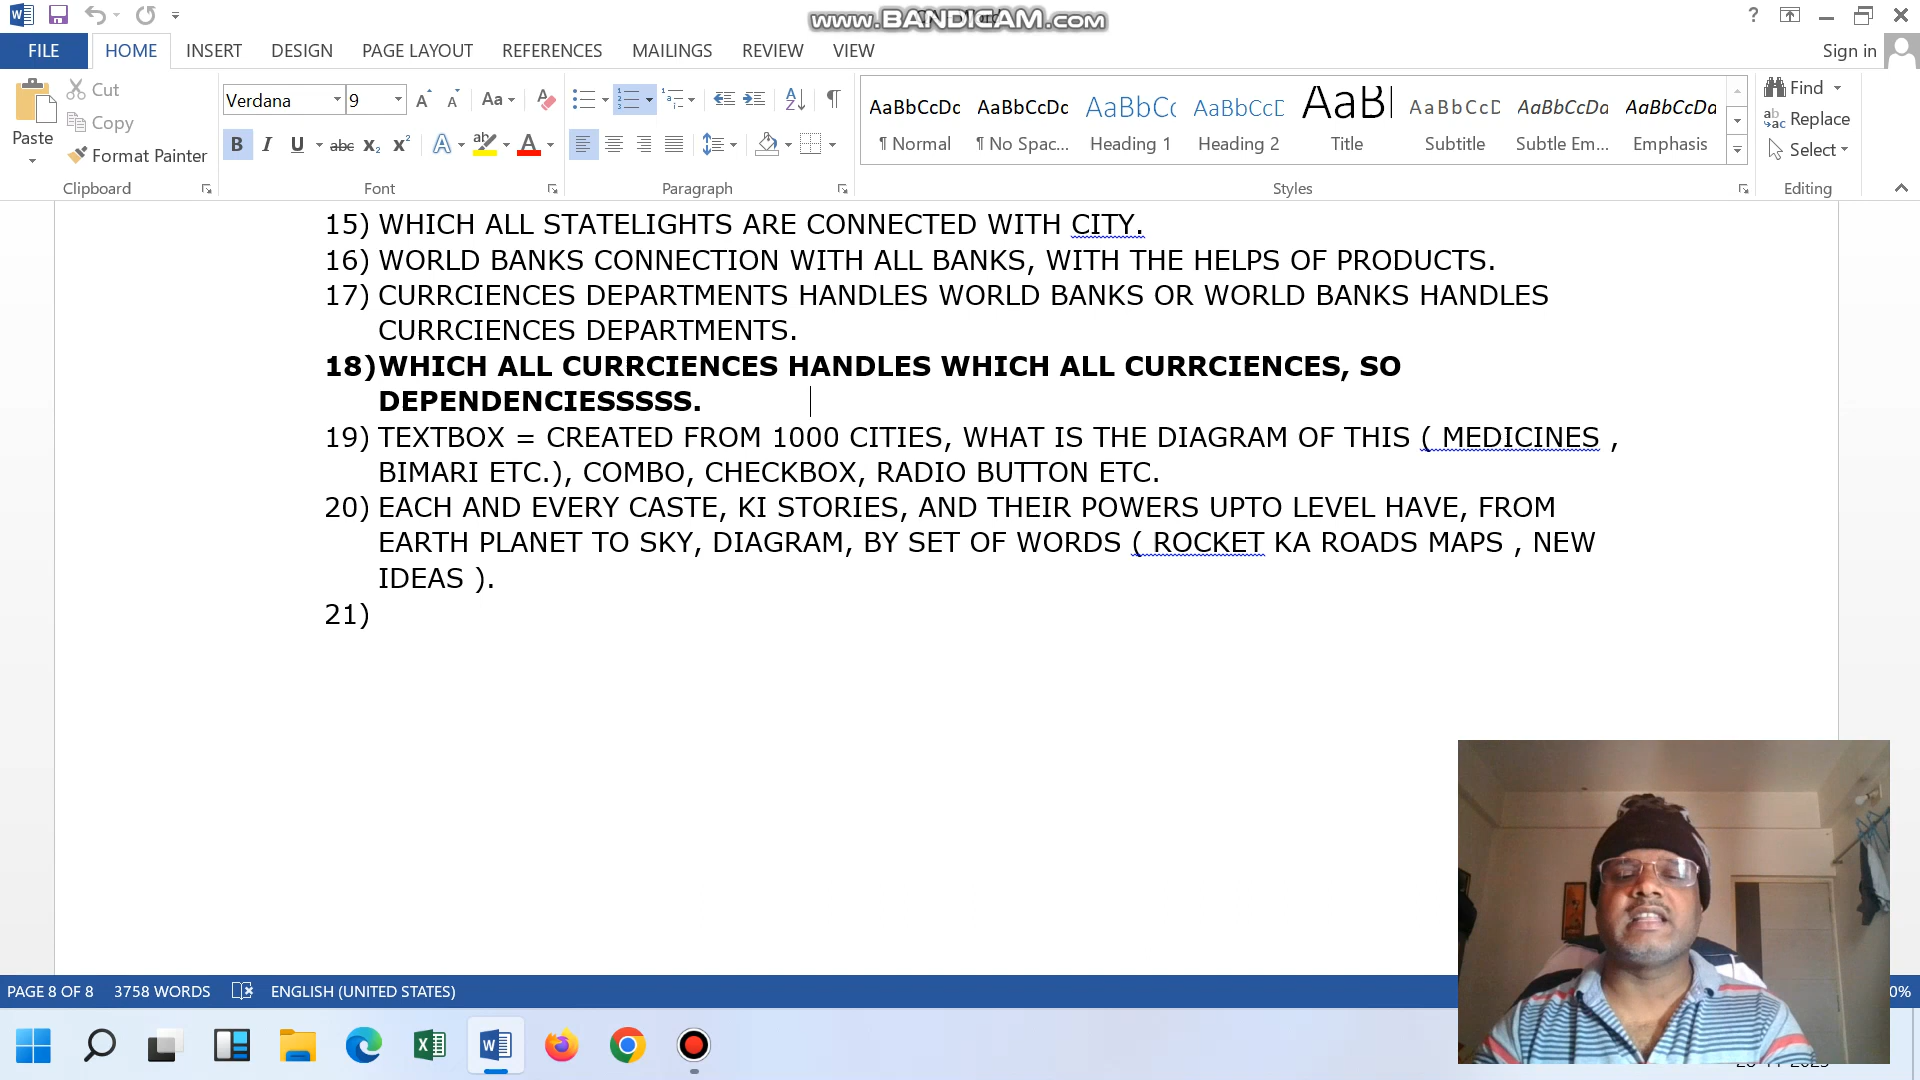 www.BANDICAM.com
FILE HOME INSERT DESIGN PAGE LAYOUT REFERENCES MAILINGS REVIEW VIEW Sign in
Paste
Cut
Copy
Format Painter
Clipboard
Verdana 9
Font
Paragraph
AaBbCcDc AaBbCcDc AaBbC AaBbCcD AaB AaBbCcD AaBbCcDa AaBbCcDa
¶ Normal ¶ No Spac... Heading 1 Heading 2 Title Subtitle Subtle Em... Emphasis
Styles
Find
Replace
Select
Editing
15) WHICH ALL STATELIGHTS ARE CONNECTED WITH CITY.
16) WORLD BANKS CONNECTION WITH ALL BANKS, WITH THE HELPS OF PRODUCTS.
17) CURRCIENCES DEPARTMENTS HANDLES WORLD BANKS OR WORLD BANKS HANDLES
CURRCIENCES DEPARTMENTS.
18)WHICH ALL CURRCIENCES HANDLES WHICH ALL CURRCIENCES, SO
DEPENDENCIESSSSS.
19) TEXTBOX = CREATED FROM 1000 CITIES, WHAT IS THE DIAGRAM OF THIS ( MEDICINES ,
BIMARI ETC.), COMBO, CHECKBOX, RADIO BUTTON ETC.
20) EACH AND EVERY CASTE, KI STORIES, AND THEIR POWERS UPTO LEVEL HAVE, FROM
EARTH PLANET TO SKY, DIAGRAM, BY SET OF WORDS ( ROCKET KA ROADS MAPS , NEW
IDEAS ).
21)
PAGE 8 OF 8 3758 WORDS ENGLISH (UNITED STATES) 0%